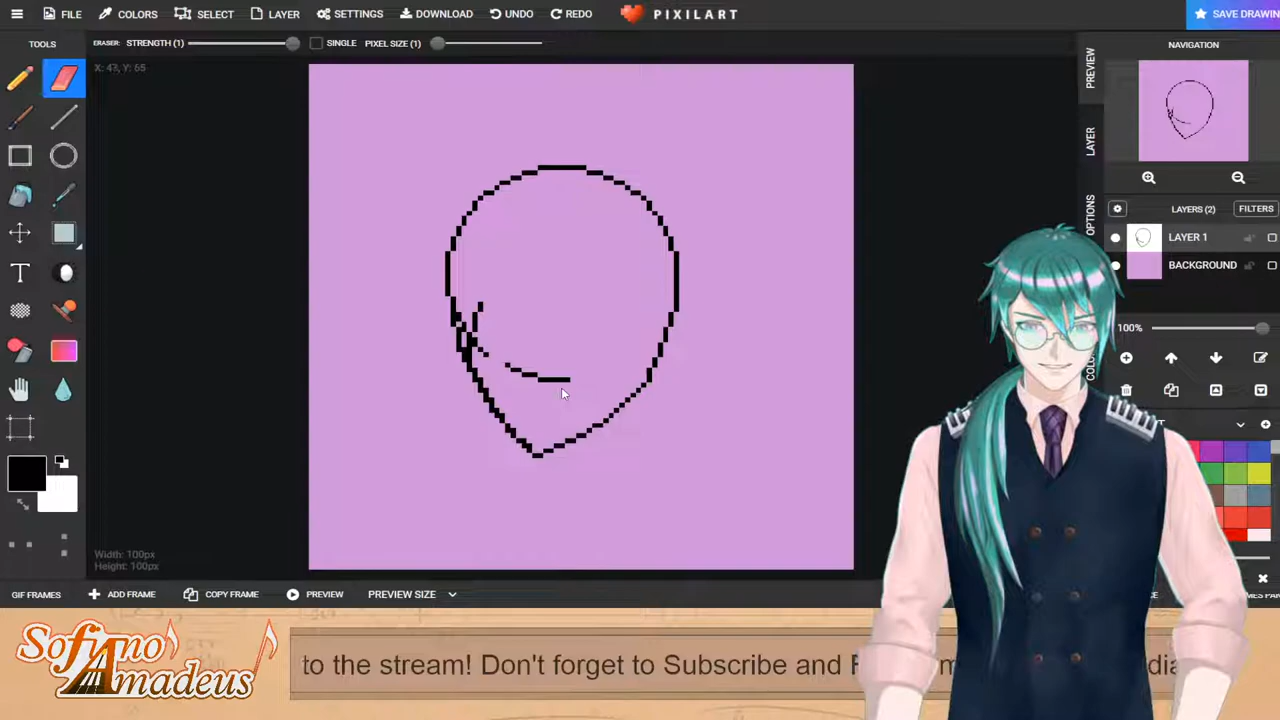 FILE COLORS SELECT LAYER SETTINGS DOWNLOAD UNDO REDO PIXILART SAVE DRAWIN
TOOLS ERASER: STRENGTH (1) SINGLE PIXEL SIZE (1) NAVIGATION
X: 43, Y: 65
PREVIEW
LAYER
OPTIONS
LAYERS (2) FILTERS
LAYER 1
BACKGROUND
100%
Width: 100px
Height: 100px
GIF FRAMES ADD FRAME COPY FRAME PREVIEW PREVIEW SIZE
Sofiano
Amadeus
to the stream! Don't forget to Subscribe and